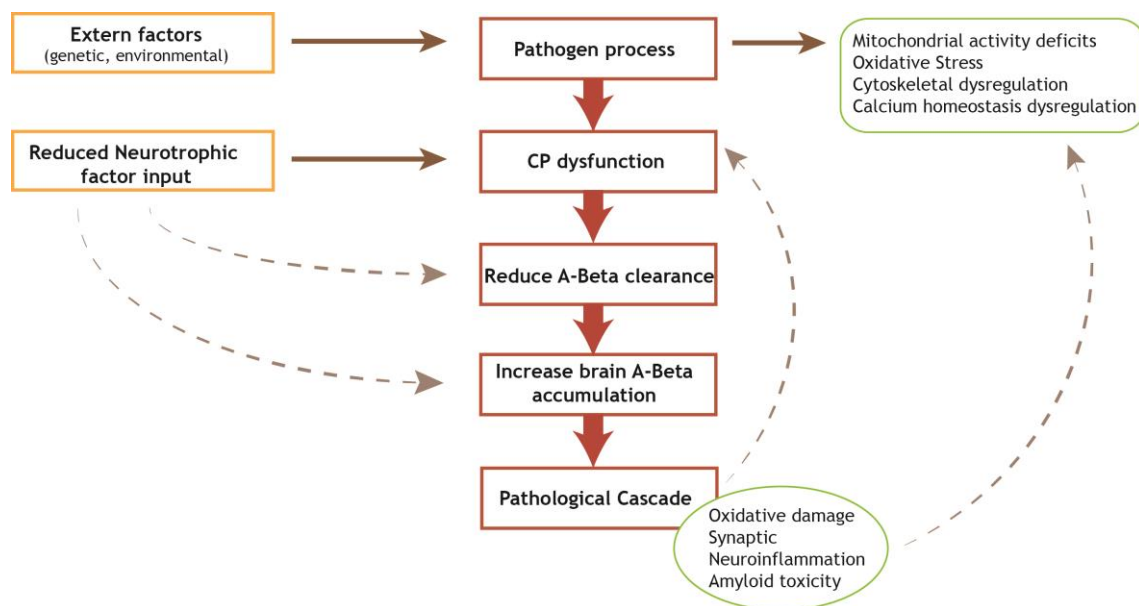 Extern factors
(genetic, environmental)
Pathogen process
Mitochondrial activity deficits
Oxidative Stress
Cytoskeletal dysregulation
Calcium homeostasis dysregulation
Reduced Neurotrophic
factor input
CP dysfunction
Reduce A-Beta clearance
Increase brain A-Beta
accumulation
Pathological Cascade
Oxidative damage
Synaptic
Neuroinflammation
Amyloid toxicity